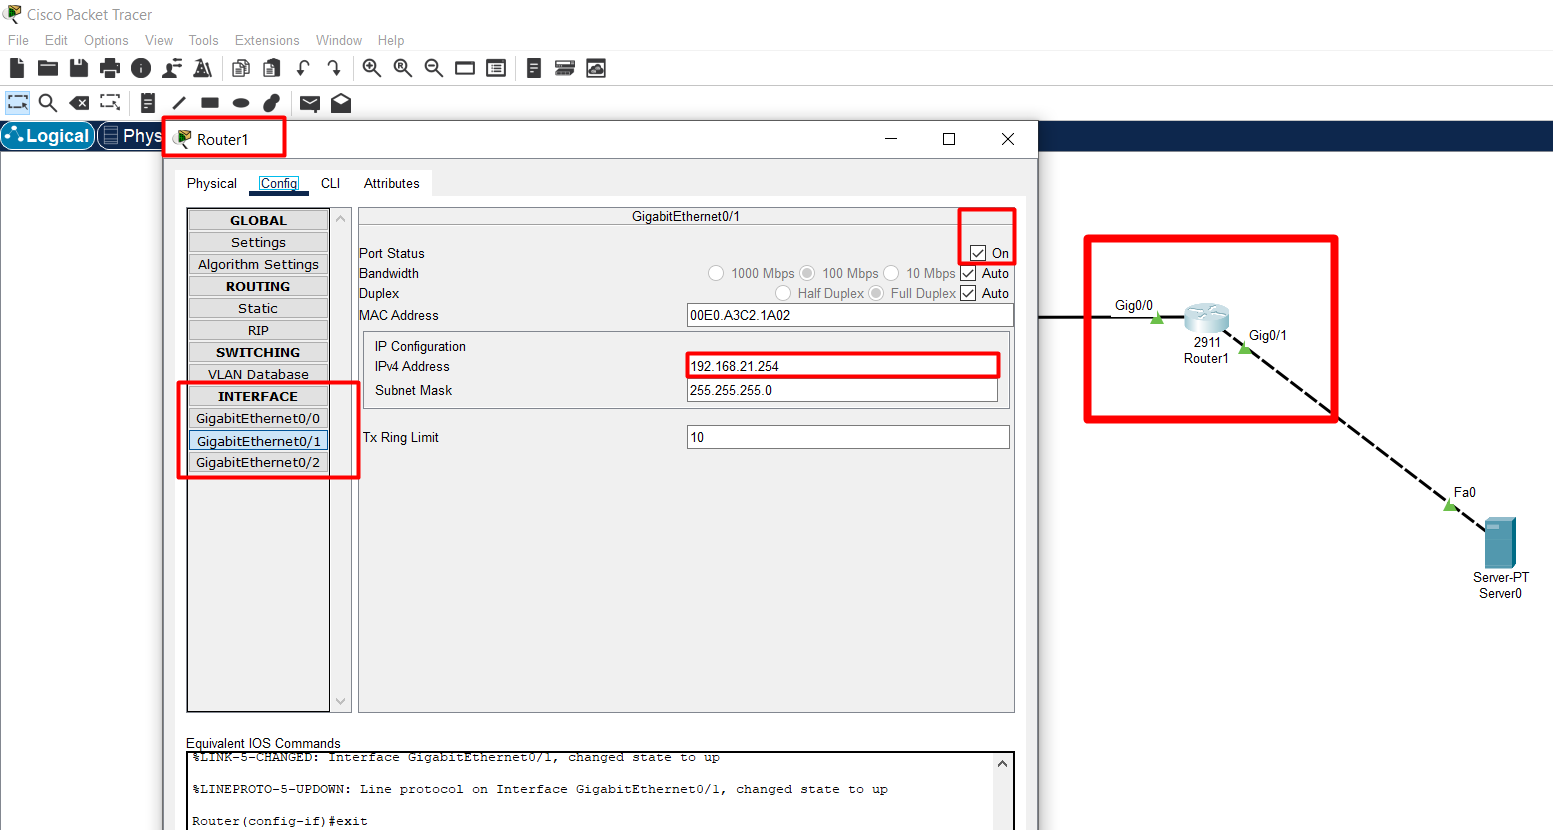 Cisco Packet Tracer
File Edit Options View Tools Extensions Window Help
Logical
Phys
Router1
Physical Config CLI Attributes
GLOBAL
Settings
Algorithm Settings
ROUTING
Static
RIP
SWITCHING
VLAN Database
INTERFACE
GigabitEthernet0/0
GigabitEthernet0/1
GigabitEthernet0/2
GigabitEthernet0/1
Port Status On
Bandwidth 1000 Mbps 100 Mbps 10 Mbps Auto
Duplex Half Duplex Full Duplex Auto
MAC Address 00E0.A3C2.1A02
IP Configuration
IPv4 Address 192.168.21.254
Subnet Mask 255.255.255.0
Tx Ring Limit 10
Equivalent IOS Commands
%LINK-5-CHANGED: Interface GigabitEthernet0/1, changed state to up
%LINEPROTO-5-UPDOWN: Line protocol on Interface GigabitEthernet0/1, changed state to up
Router(config-if)#exit
Gig0/0
2911
Router1
Gig0/1
Fa0
Server-PT
Server0